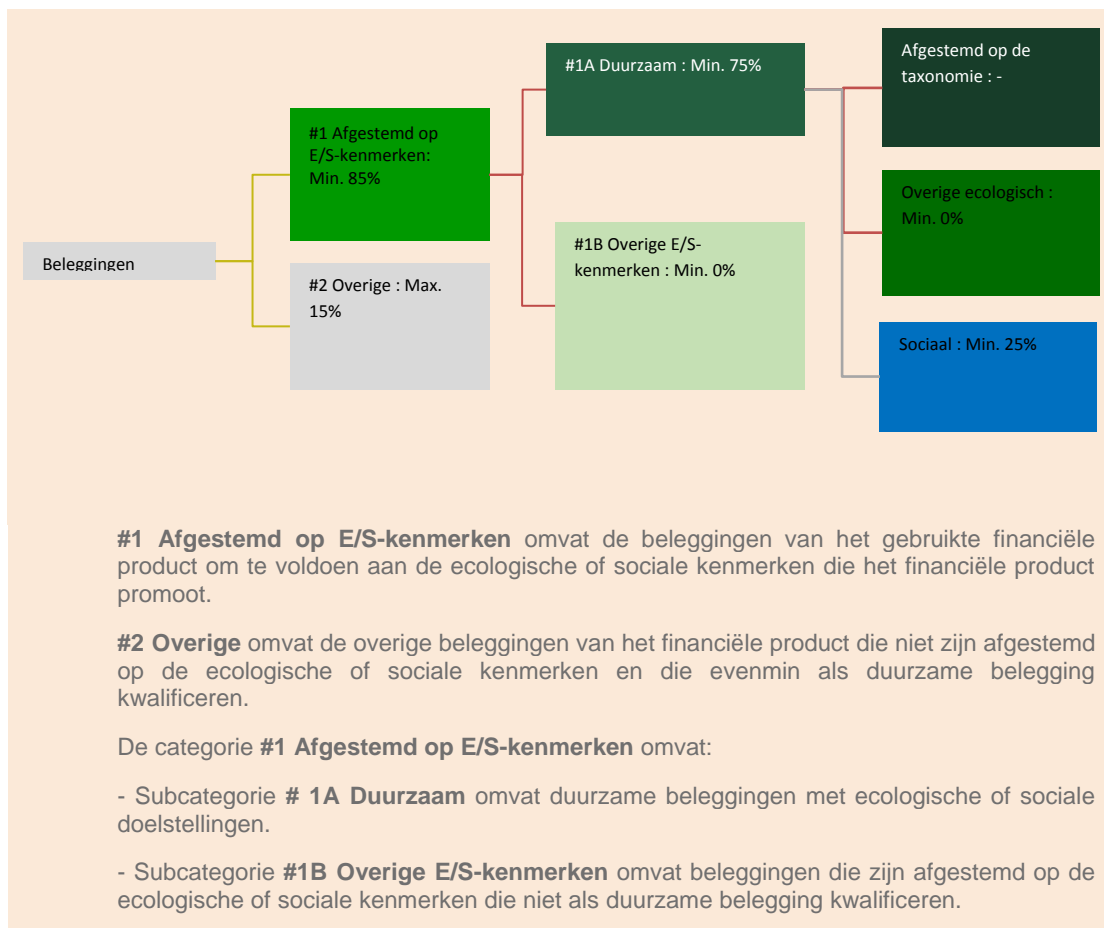 Beleggingen
#1 Afgestemd op
E/S-kenmerken:
Min. 85%
#2 Overige : Max.
15%
#1A Duurzaam : Min. 75%
#1B Overige E/S-
kenmerken : Min. 0%
Afgestemd op de
taxonomie : -
Overige ecologisch :
Min. 0%
Sociaal : Min. 25%
#1 Afgestemd op E/S-kenmerken omvat de beleggingen van het gebruikte financiële
product om te voldoen aan de ecologische of sociale kenmerken die het financiële product
promoot.
#2 Overige omvat de overige beleggingen van het financiële product die niet zijn afgestemd
op de ecologische of sociale kenmerken en die evenmin als duurzame belegging
kwalificeren.
De categorie #1 Afgestemd op E/S-kenmerken omvat:
- Subcategorie # 1A Duurzaam omvat duurzame beleggingen met ecologische of sociale
doelstellingen.
- Subcategorie #1B Overige E/S-kenmerken omvat beleggingen die zijn afgestemd op de
ecologische of sociale kenmerken die niet als duurzame belegging kwalificeren.